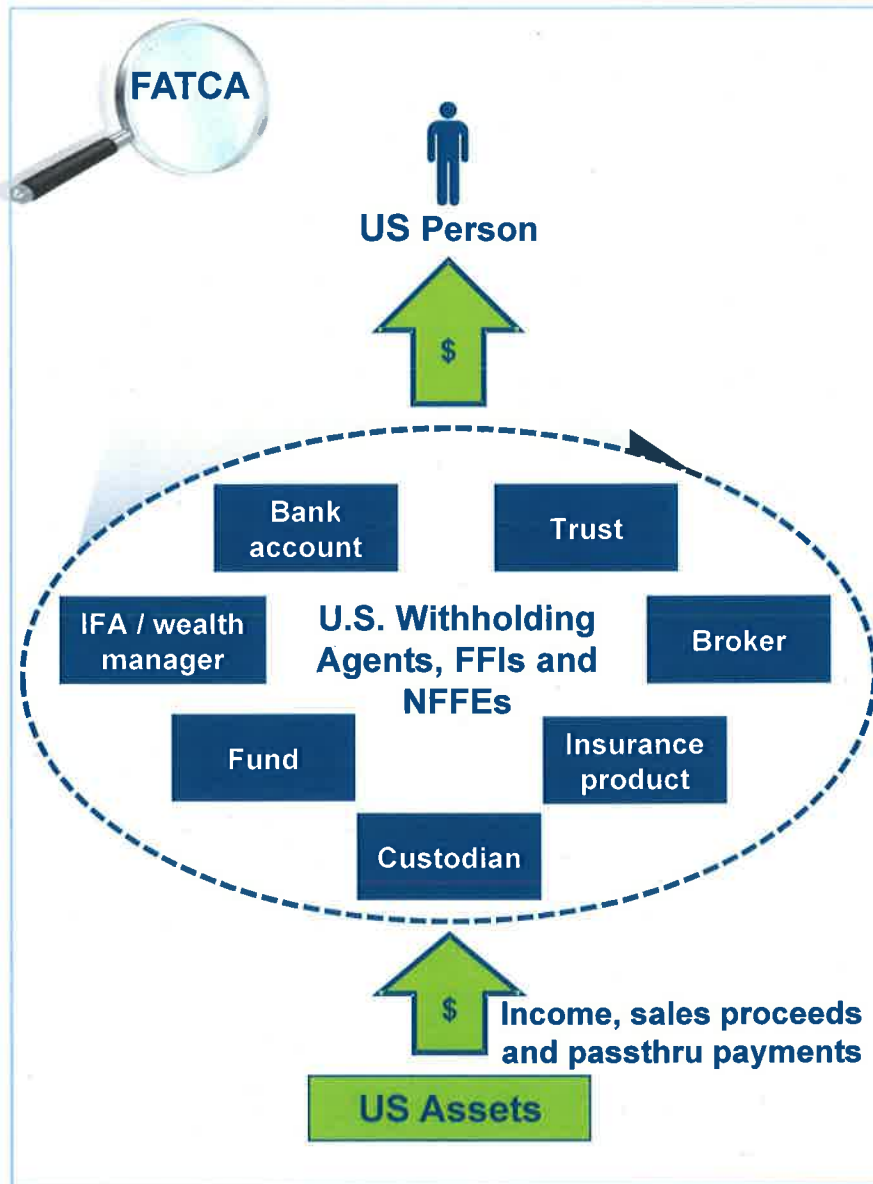 FATCA
US Person
$
Bank
account
Trust
IFA / wealth
manager
U.S. Withholding
Agents, FFIs and
NFFEs
Broker
Fund
Insurance
product
Custodian
$
Income, sales proceeds
and passthru payments
US Assets